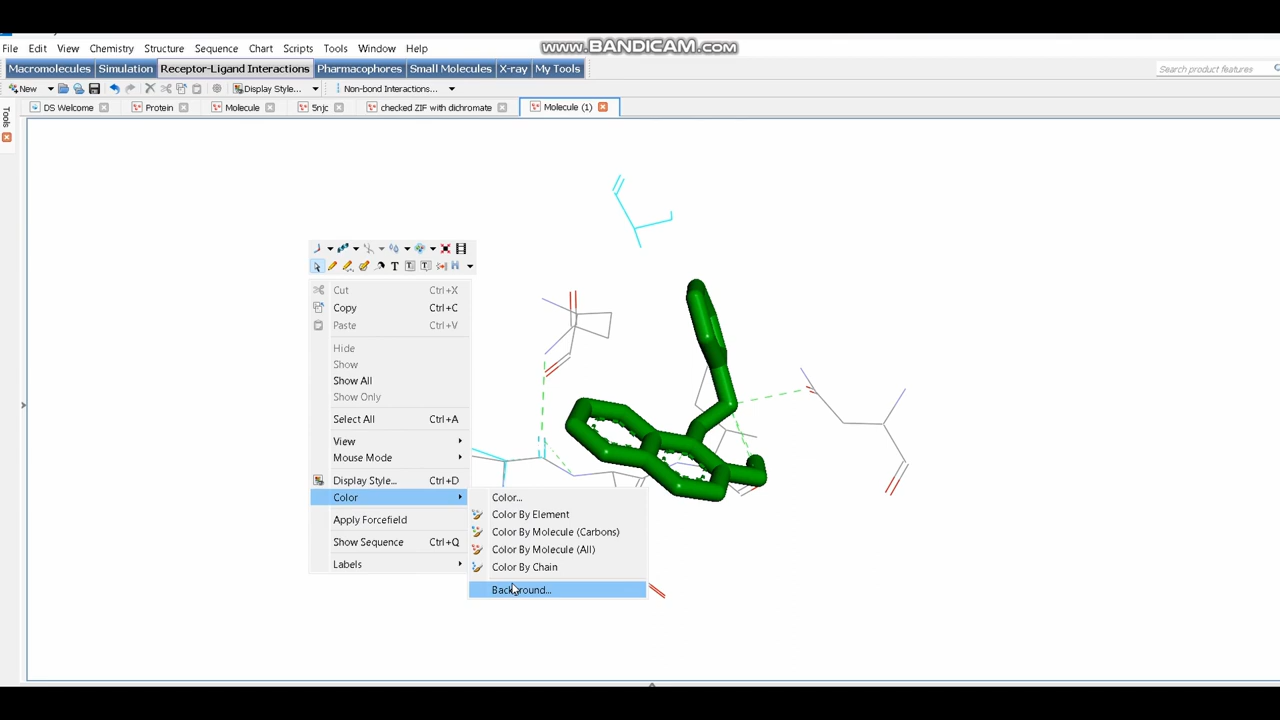 www.BANDICAM.com
File Edit View Chemistry Structure Sequence Chart Scripts Tools Window Help
Macromolecules Simulation Receptor-Ligand Interactions Pharmacophores Small Molecules X-ray My Tools
Search product features
New Display Style... Non-bond Interactions...
DS Welcome Protein Molecule 5njc checked ZIF with dichromate Molecule (1)
Tools
Cut Ctrl+X
Copy Ctrl+C
Paste Ctrl+V
Hide
Show
Show All
Show Only
Select All Ctrl+A
View
Mouse Mode
Display Style... Ctrl+D
Color
Apply Forcefield
Show Sequence Ctrl+Q
Labels
Color...
Color By Element
Color By Molecule (Carbons)
Color By Molecule (All)
Color By Chain
Background...